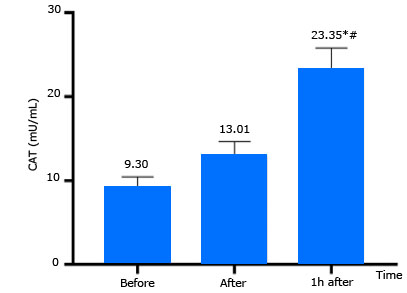 30
23.35*#
20
CAT (mU/mL)
13.01
9.30
10
0
Time
Before
After
1h after